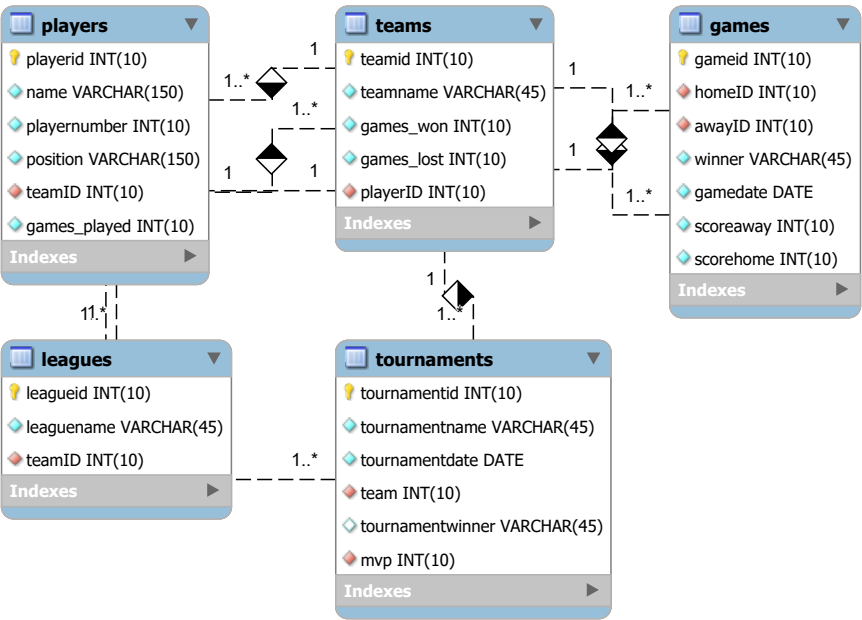 players
playerid INT(10)
name VARCHAR(150)
playernumber INT(10)
position VARCHAR(150)
teamID INT(10)
games_played INT(10)
Indexes
1
1..*
1..*
1
1
teams
teamid INT(10)
teamname VARCHAR(45)
games_won INT(10)
games_lost INT(10)
playerID INT(10)
Indexes
1
1..*
1
1..*
games
gameid INT(10)
homeID INT(10)
awayID INT(10)
winner VARCHAR(45)
gamedate DATE
scoreaway INT(10)
scorehome INT(10)
Indexes
1
1..*
1
1..*
leagues
leagueid INT(10)
leaguename VARCHAR(45)
teamID INT(10)
Indexes
1..*
tournaments
tournamentid INT(10)
tournamentname VARCHAR(45)
tournamentdate DATE
team INT(10)
tournamentwinner VARCHAR(45)
mvp INT(10)
Indexes